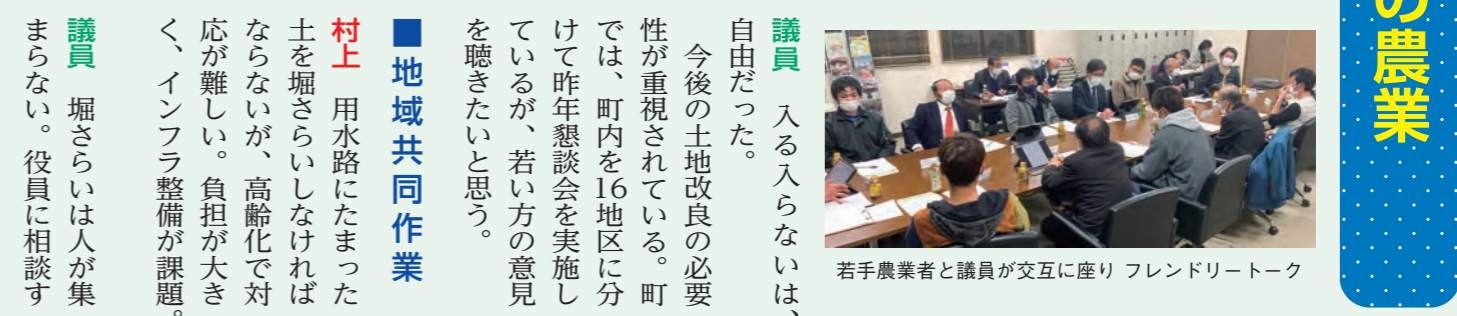 の農業
若手農業者と議員が交互に座り フレンドリートーク
議員　入る入らないは、
自由だった。
　今後の土地改良の必要
性が重視されている。町
では、町内を16地区に分
けて昨年懇談会を実施し
ているが、若い方の意見
を聴きたいと思う。
■地域共同作業
村上　用水路にたまった
土を堀さらいしなければ
ならないが、高齢化で対
応が難しい。負担が大き
く、インフラ整備が課題。
議員　堀さらいは人が集
まらない。役員に相談す